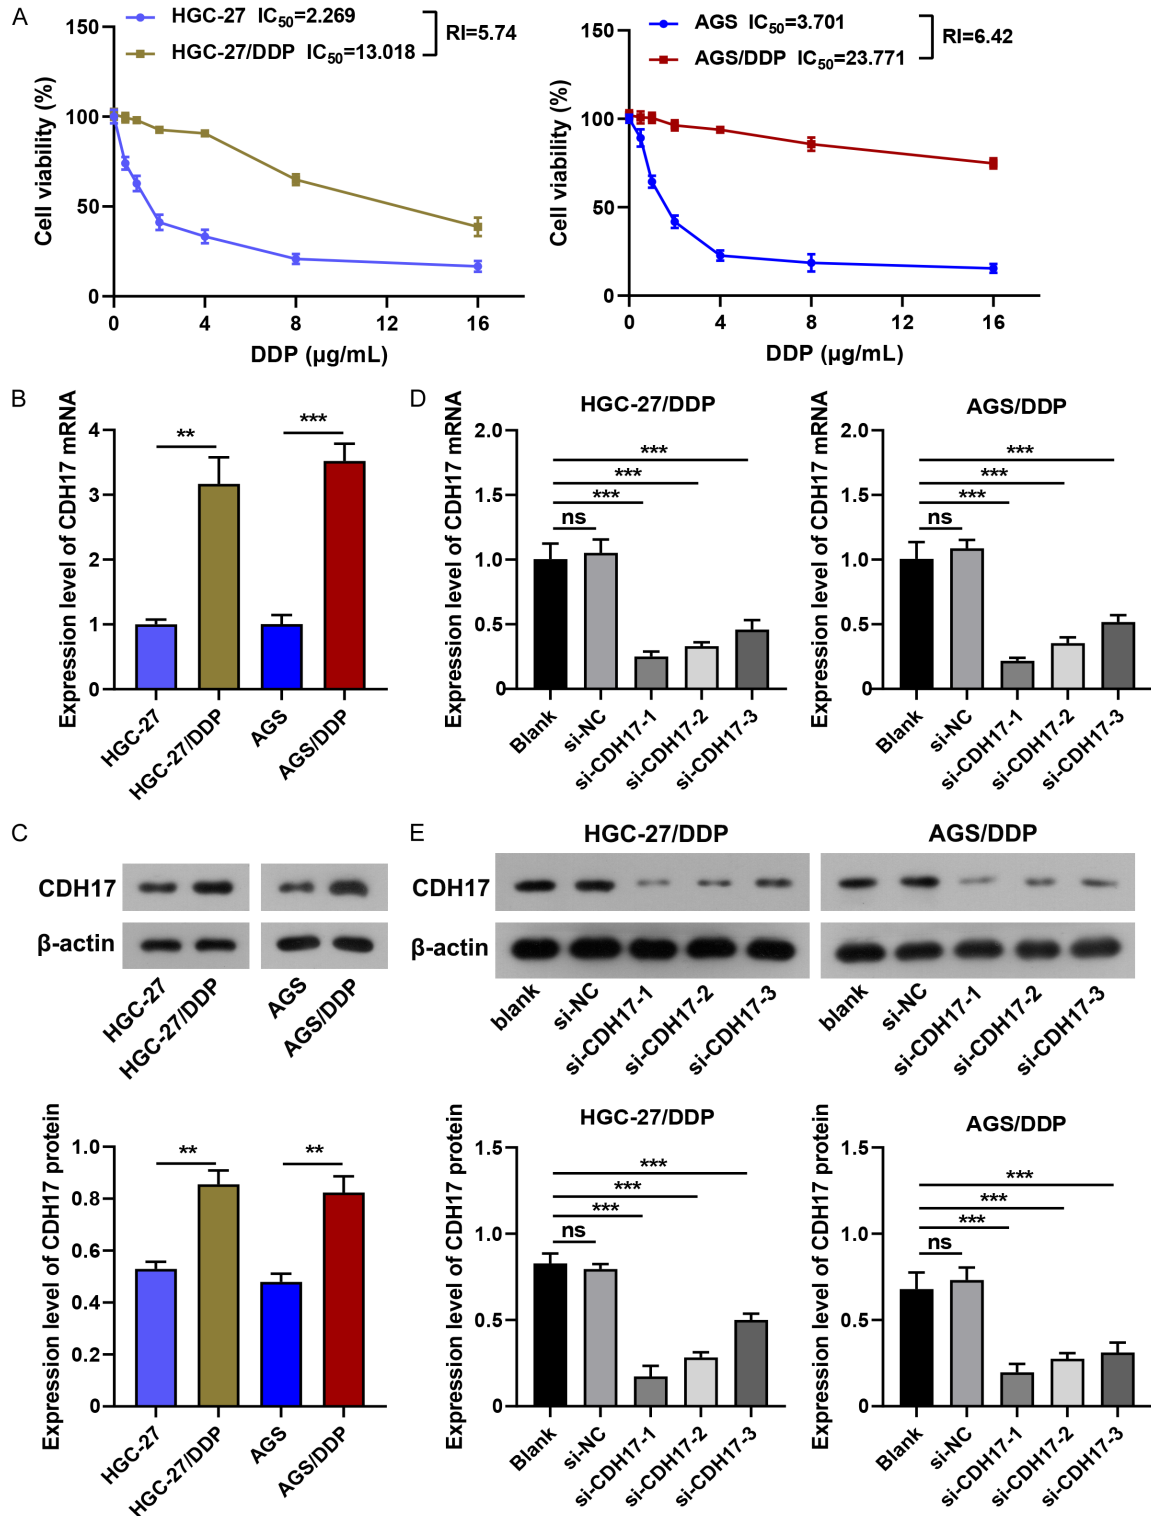 A
HGC-27 IC50=2.269
HGC-27/DDP IC50=13.018
RI=5.74
Cell viability (%)
150
100
50
0
0 4 8 12 16
DDP (µg/mL)
AGS IC50=3.701
AGS/DDP IC50=23.771
RI=6.42
Cell viability (%)
150
100
50
0
0 4 8 12 16
DDP (µg/mL)
B
Expression level of CDH17 mRNA
4
3
2
1
0
** ***
HGC-27
HGC-27/DDP
AGS
AGS/DDP
D
HGC-27/DDP
Expression level of CDH17 mRNA
2.0
1.5
1.0
0.5
0
***
***
***
ns
Blank
si-NC
si-CDH17-1
si-CDH17-2
si-CDH17-3
AGS/DDP
Expression level of CDH17 mRNA
2.0
1.5
1.0
0.5
0
***
***
***
ns
Blank
si-NC
si-CDH17-1
si-CDH17-2
si-CDH17-3
C
CDH17
β-actin
HGC-27
HGC-27/DDP
AGS
AGS/DDP
Expression level of CDH17 protein
1.0
0.8
0.6
0.4
0.2
0
** **
HGC-27
HGC-27/DDP
AGS
AGS/DDP
E
HGC-27/DDP
AGS/DDP
CDH17
β-actin
blank
si-NC
si-CDH17-1
si-CDH17-2
si-CDH17-3
blank
si-NC
si-CDH17-1
si-CDH17-2
si-CDH17-3
HGC-27/DDP
Expression level of CDH17 protein
1.5
1.0
0.5
0
***
***
***
ns
Blank
si-NC
si-CDH17-1
si-CDH17-2
si-CDH17-3
AGS/DDP
Expression level of CDH17 protein
1.5
1.0
0.5
0
***
***
***
ns
Blank
si-NC
si-CDH17-1
si-CDH17-2
si-CDH17-3